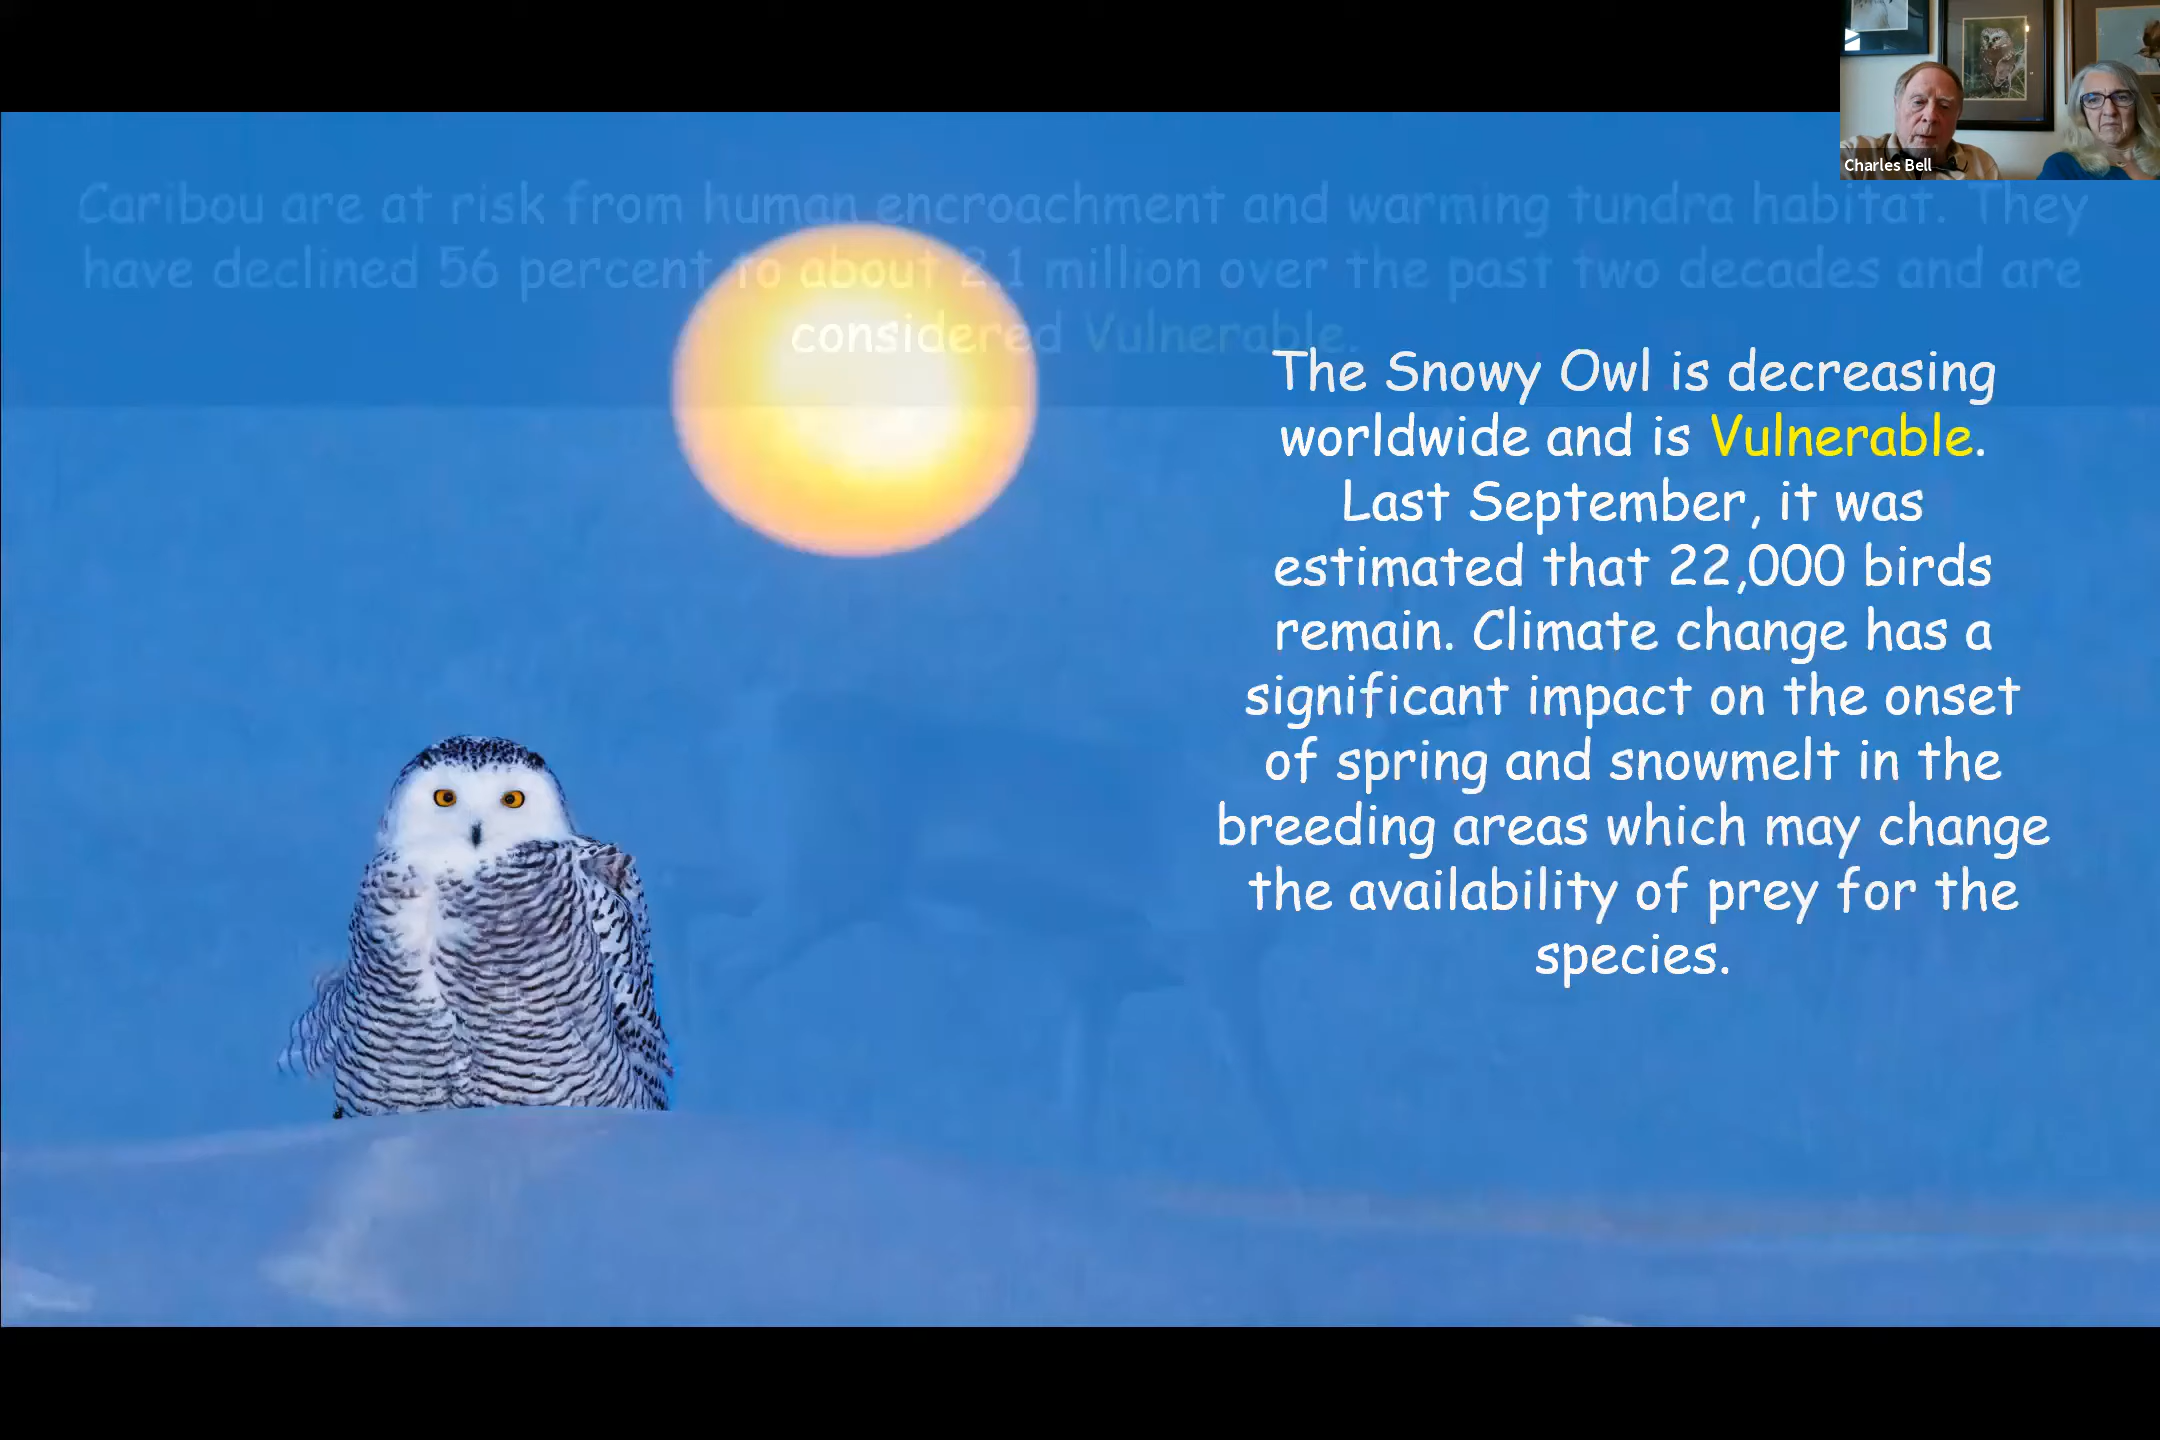 Charles Bell
Caribou are at risk from human encroachment and warming tundra habitat. They
have declined 56 percent to about 2.1 million over the past two decades and are
considered Vulnerable.
The Snowy Owl is decreasing
worldwide and is Vulnerable.
Last September, it was
estimated that 22,000 birds
remain. Climate change has a
significant impact on the onset
of spring and snowmelt in the
breeding areas which may change
the availability of prey for the
species.